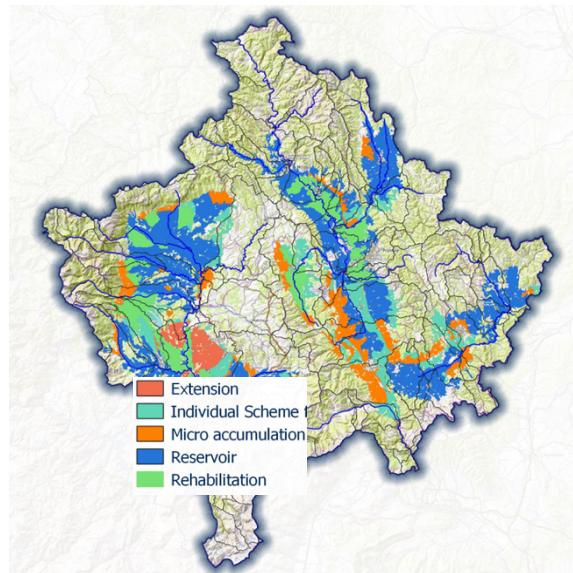 Extension
Individual Scheme f
Micro accumulation
Reservoir
Rehabilitation